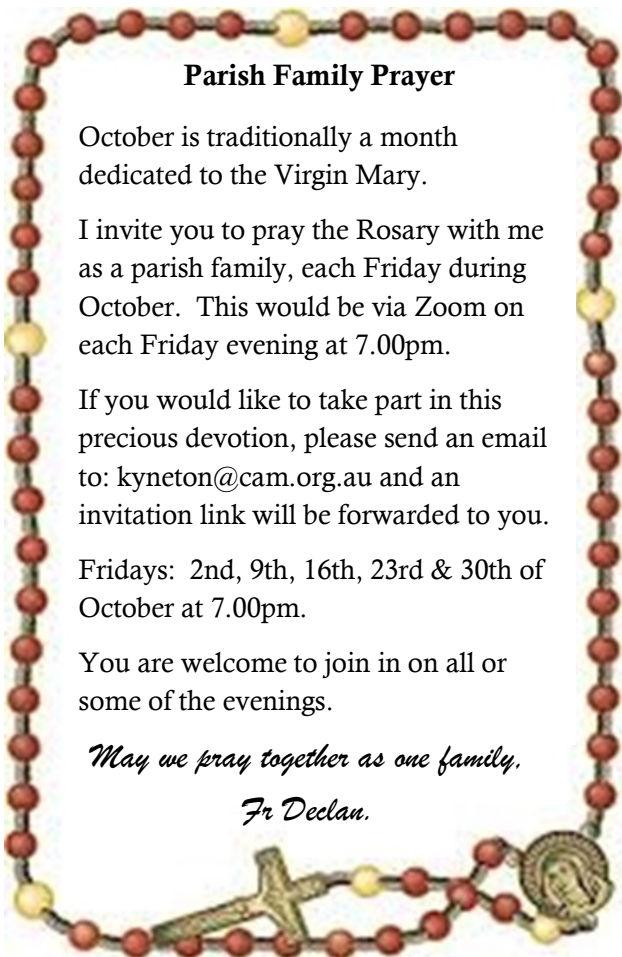 Parish Family Prayer
October is traditionally a month
dedicated to the Virgin Mary.
I invite you to pray the Rosary with me
as a parish family, each Friday during
October.  This would be via Zoom on
each Friday evening at 7.00pm.
If you would like to take part in this
precious devotion, please send an email
to: kyneton@cam.org.au and an
invitation link will be forwarded to you.
Fridays:  2nd, 9th, 16th, 23rd & 30th of
October at 7.00pm.
You are welcome to join in on all or
some of the evenings.
May we pray together as one family,
Fr Declan.